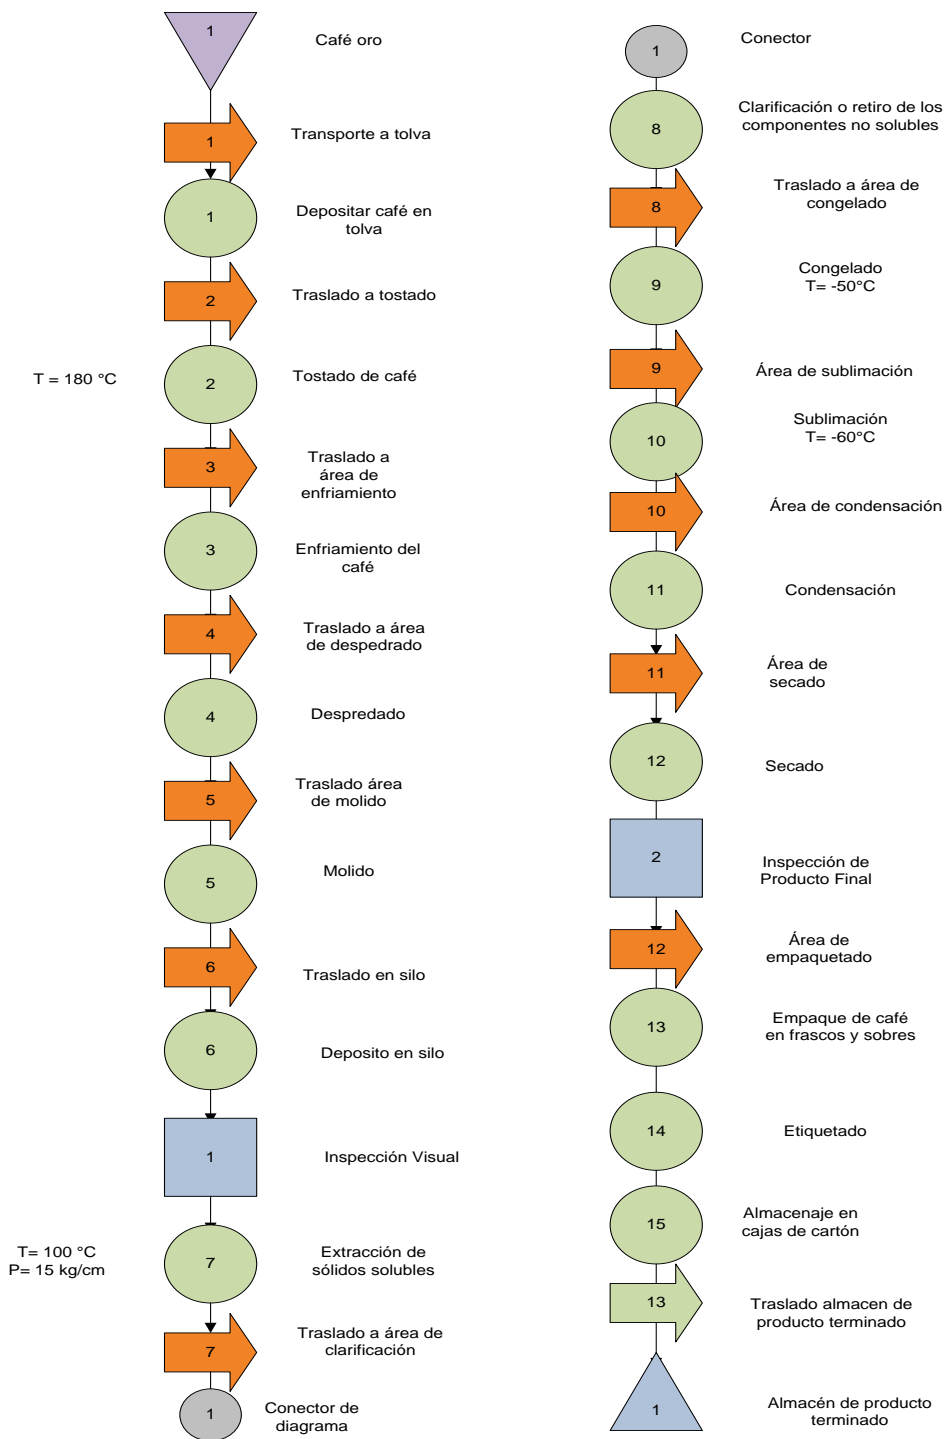 1
Café oro
1
Transporte a tolva
1
Depositar café en
tolva
2
Traslado a tostado
T = 180 °C
2
Tostado de café
3
Traslado a
área de
enfriamiento
3
Enfriamiento del
café
4
Traslado a área
de despedrado
4
Despredado
5
Traslado área
de molido
5
Molido
6
Traslado en silo
6
Deposito en silo
1
Inspección Visual
T= 100 °C
P= 15 kg/cm
7
Extracción de
sólidos solubles
7
Traslado a área de
clarificación
1
Conector de
diagrama
1
Conector
8
Clarificación o retiro de los
componentes no solubles
8
Traslado a área de
congelado
9
Congelado
T= -50°C
9
Área de sublimación
10
Sublimación
T= -60°C
10
Área de condensación
11
Condensación
11
Área de
secado
12
Secado
2
Inspección de
Producto Final
12
Área de
empaquetado
13
Empaque de café
en frascos y sobres
14
Etiquetado
15
Almacenaje en
cajas de cartón
13
Traslado almacen de
producto terminado
1
Almacén de producto
terminado